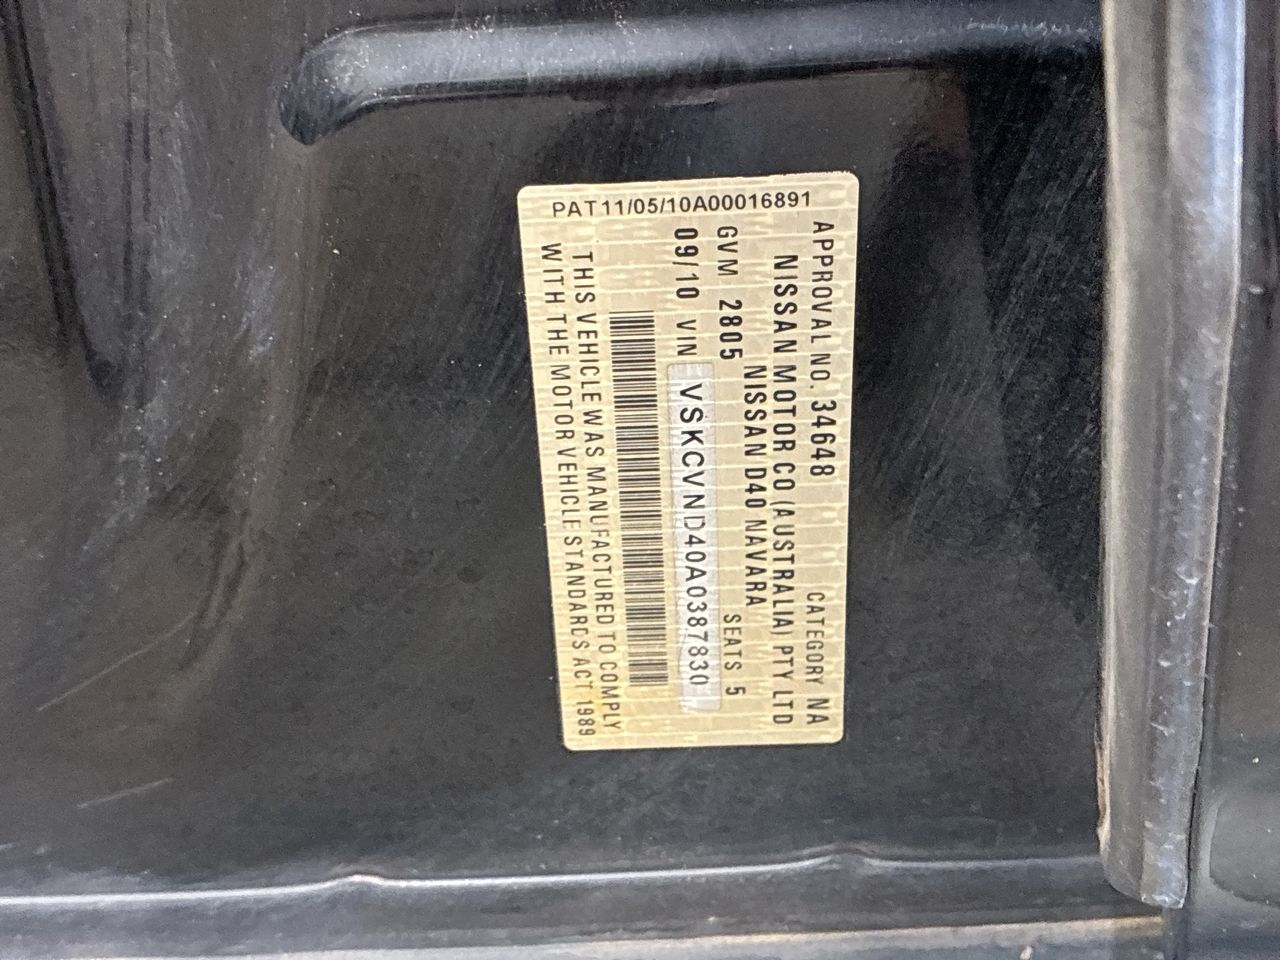 PAT11/05/10A00016891
APPROVAL NO. 34648 CATEGORY NA
NISSAN MOTOR CO (AUSTRALIA) PTY LTD
NISSAN D40 NAVARA
GVM 2805 SEATS 5
09/10 VIN VSKCVND40A0387830
THIS VEHICLE WAS MANUFACTURED TO COMPLY
WITH THE MOTOR VEHICLE STANDARDS ACT 1989